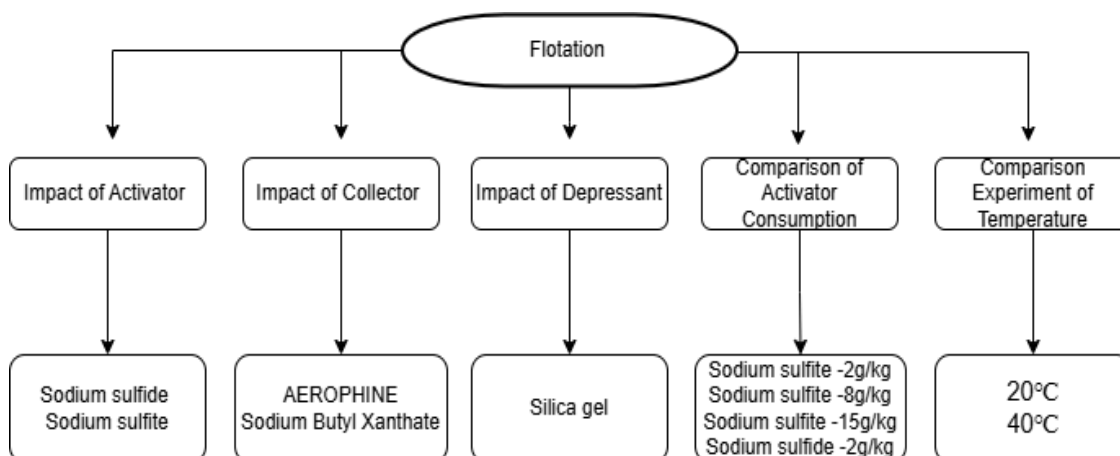 Flotation
Impact of Activator
Impact of Collector
Impact of Depressant
Comparison of
Activator
Consumption
Comparison
Experiment of
Temperature
Sodium sulfide
Sodium sulfite
AEROPHINE
Sodium Butyl Xanthate
Silica gel
Sodium sulfite -2g/kg
Sodium sulfite -8g/kg
Sodium sulfite -15g/kg
Sodium sulfide -2g/kg
20℃
40℃